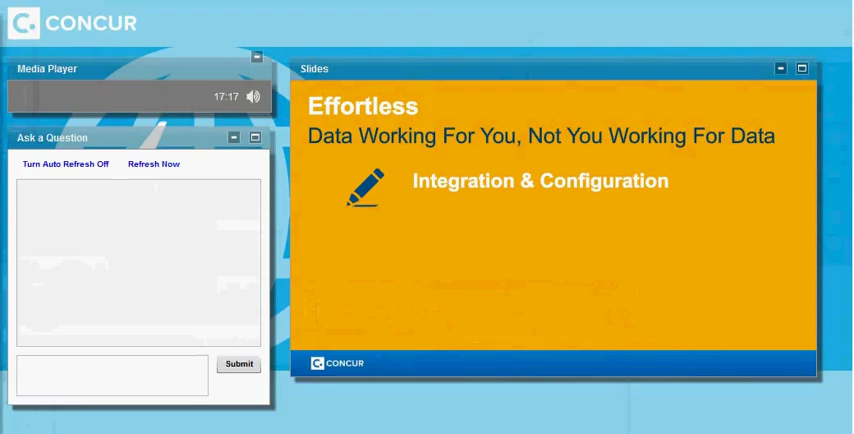 CONCUR
Media Player
17:17
Ask a Question
Turn Auto Refresh Off Refresh Now
Submit
Slides
Effortless
Data Working For You, Not You Working For Data
Integration & Configuration
CONCUR